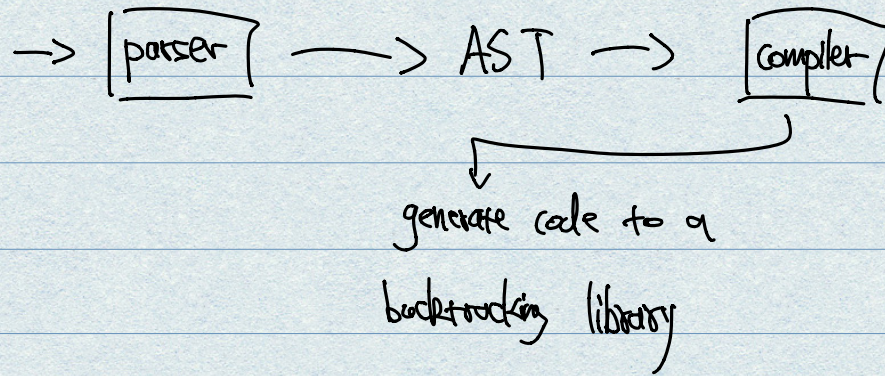 parser AST compiler
generate code to a
backtracking library